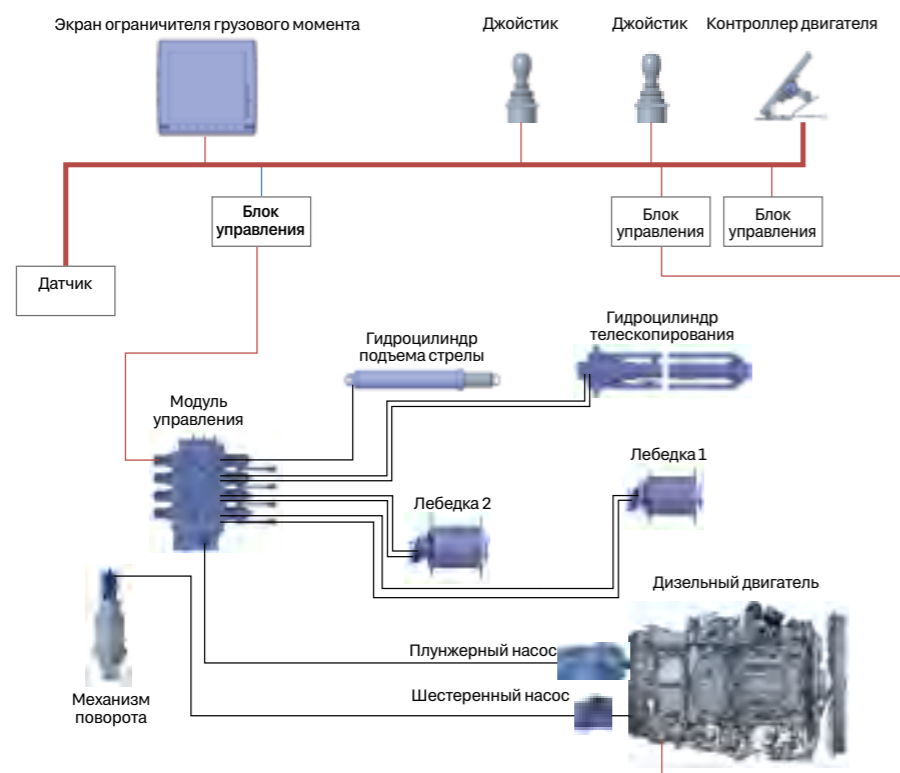 Экран ограничителя грузового момента
Джойстик
Джойстик
Контроллер двигателя
Блок
управления
Блок
управления
Блок
управления
Датчик
Гидроцилиндр
подъема стрелы
Гидроцилиндр
телескопирования
Модуль
управления
Лебедка 1
Лебедка 2
Дизельный двигатель
Плунжерный насос
Шестеренный насос
Механизм
поворота